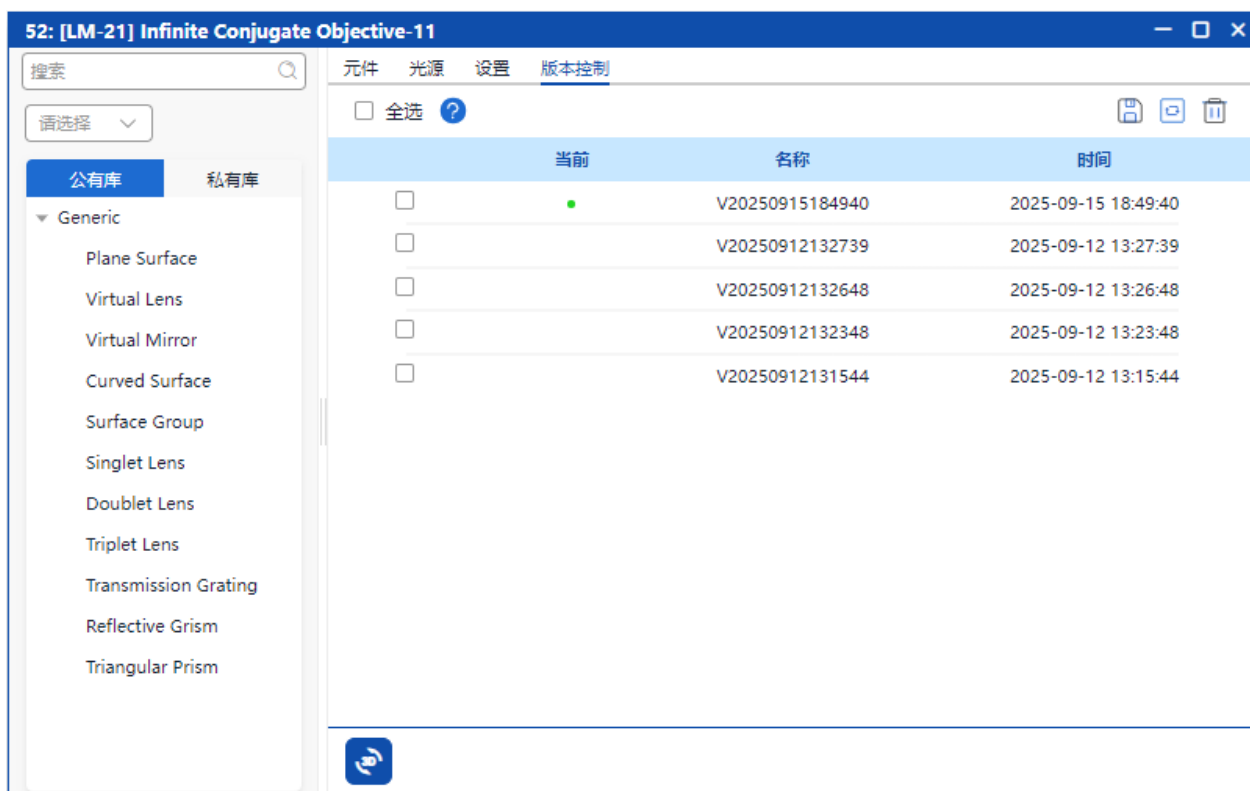 52: [LM-21] Infinite Conjugate Objective-11
搜索
请选择
公有库 私有库
Generic
Plane Surface
Virtual Lens
Virtual Mirror
Curved Surface
Surface Group
Singlet Lens
Doublet Lens
Triplet Lens
Transmission Grating
Reflective Grism
Triangular Prism
元件 光源 设置 版本控制
全选 ?
当前 名称 时间
V20250915184940 2025-09-15 18:49:40
V20250912132739 2025-09-12 13:27:39
V20250912132648 2025-09-12 13:26:48
V20250912132348 2025-09-12 13:23:48
V20250912131544 2025-09-12 13:15:44
3D